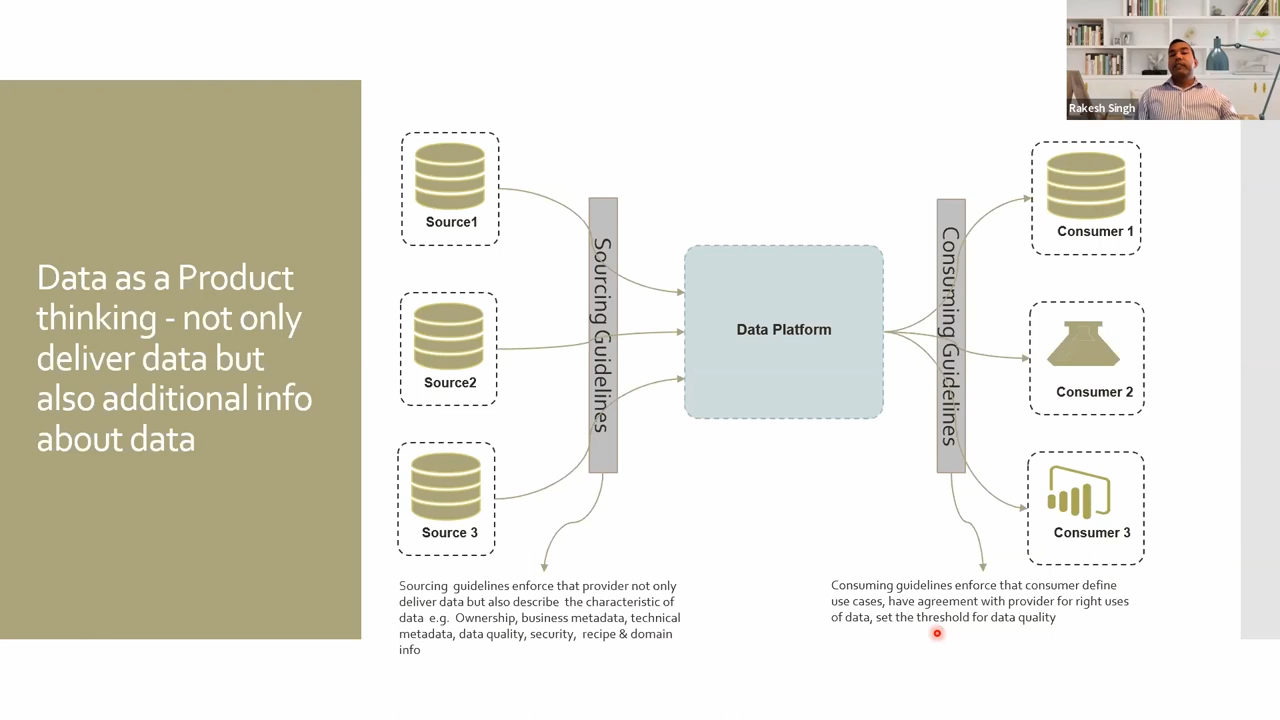 Rakesh Singh
Data as a Product
thinking - not only
deliver data but
also additional info
about data
Source1
Source2
Source 3
Sourcing Guidelines
Data Platform
Consuming Guidelines
Consumer 1
Consumer 2
Consumer 3
Sourcing guidelines enforce that provider not only
deliver data but also describe the characteristic of
data e.g. Ownership, business metadata, technical
metadata, data quality, security, recipe & domain
info
Consuming guidelines enforce that consumer define
use cases, have agreement with provider for right uses
of data, set the threshold for data quality